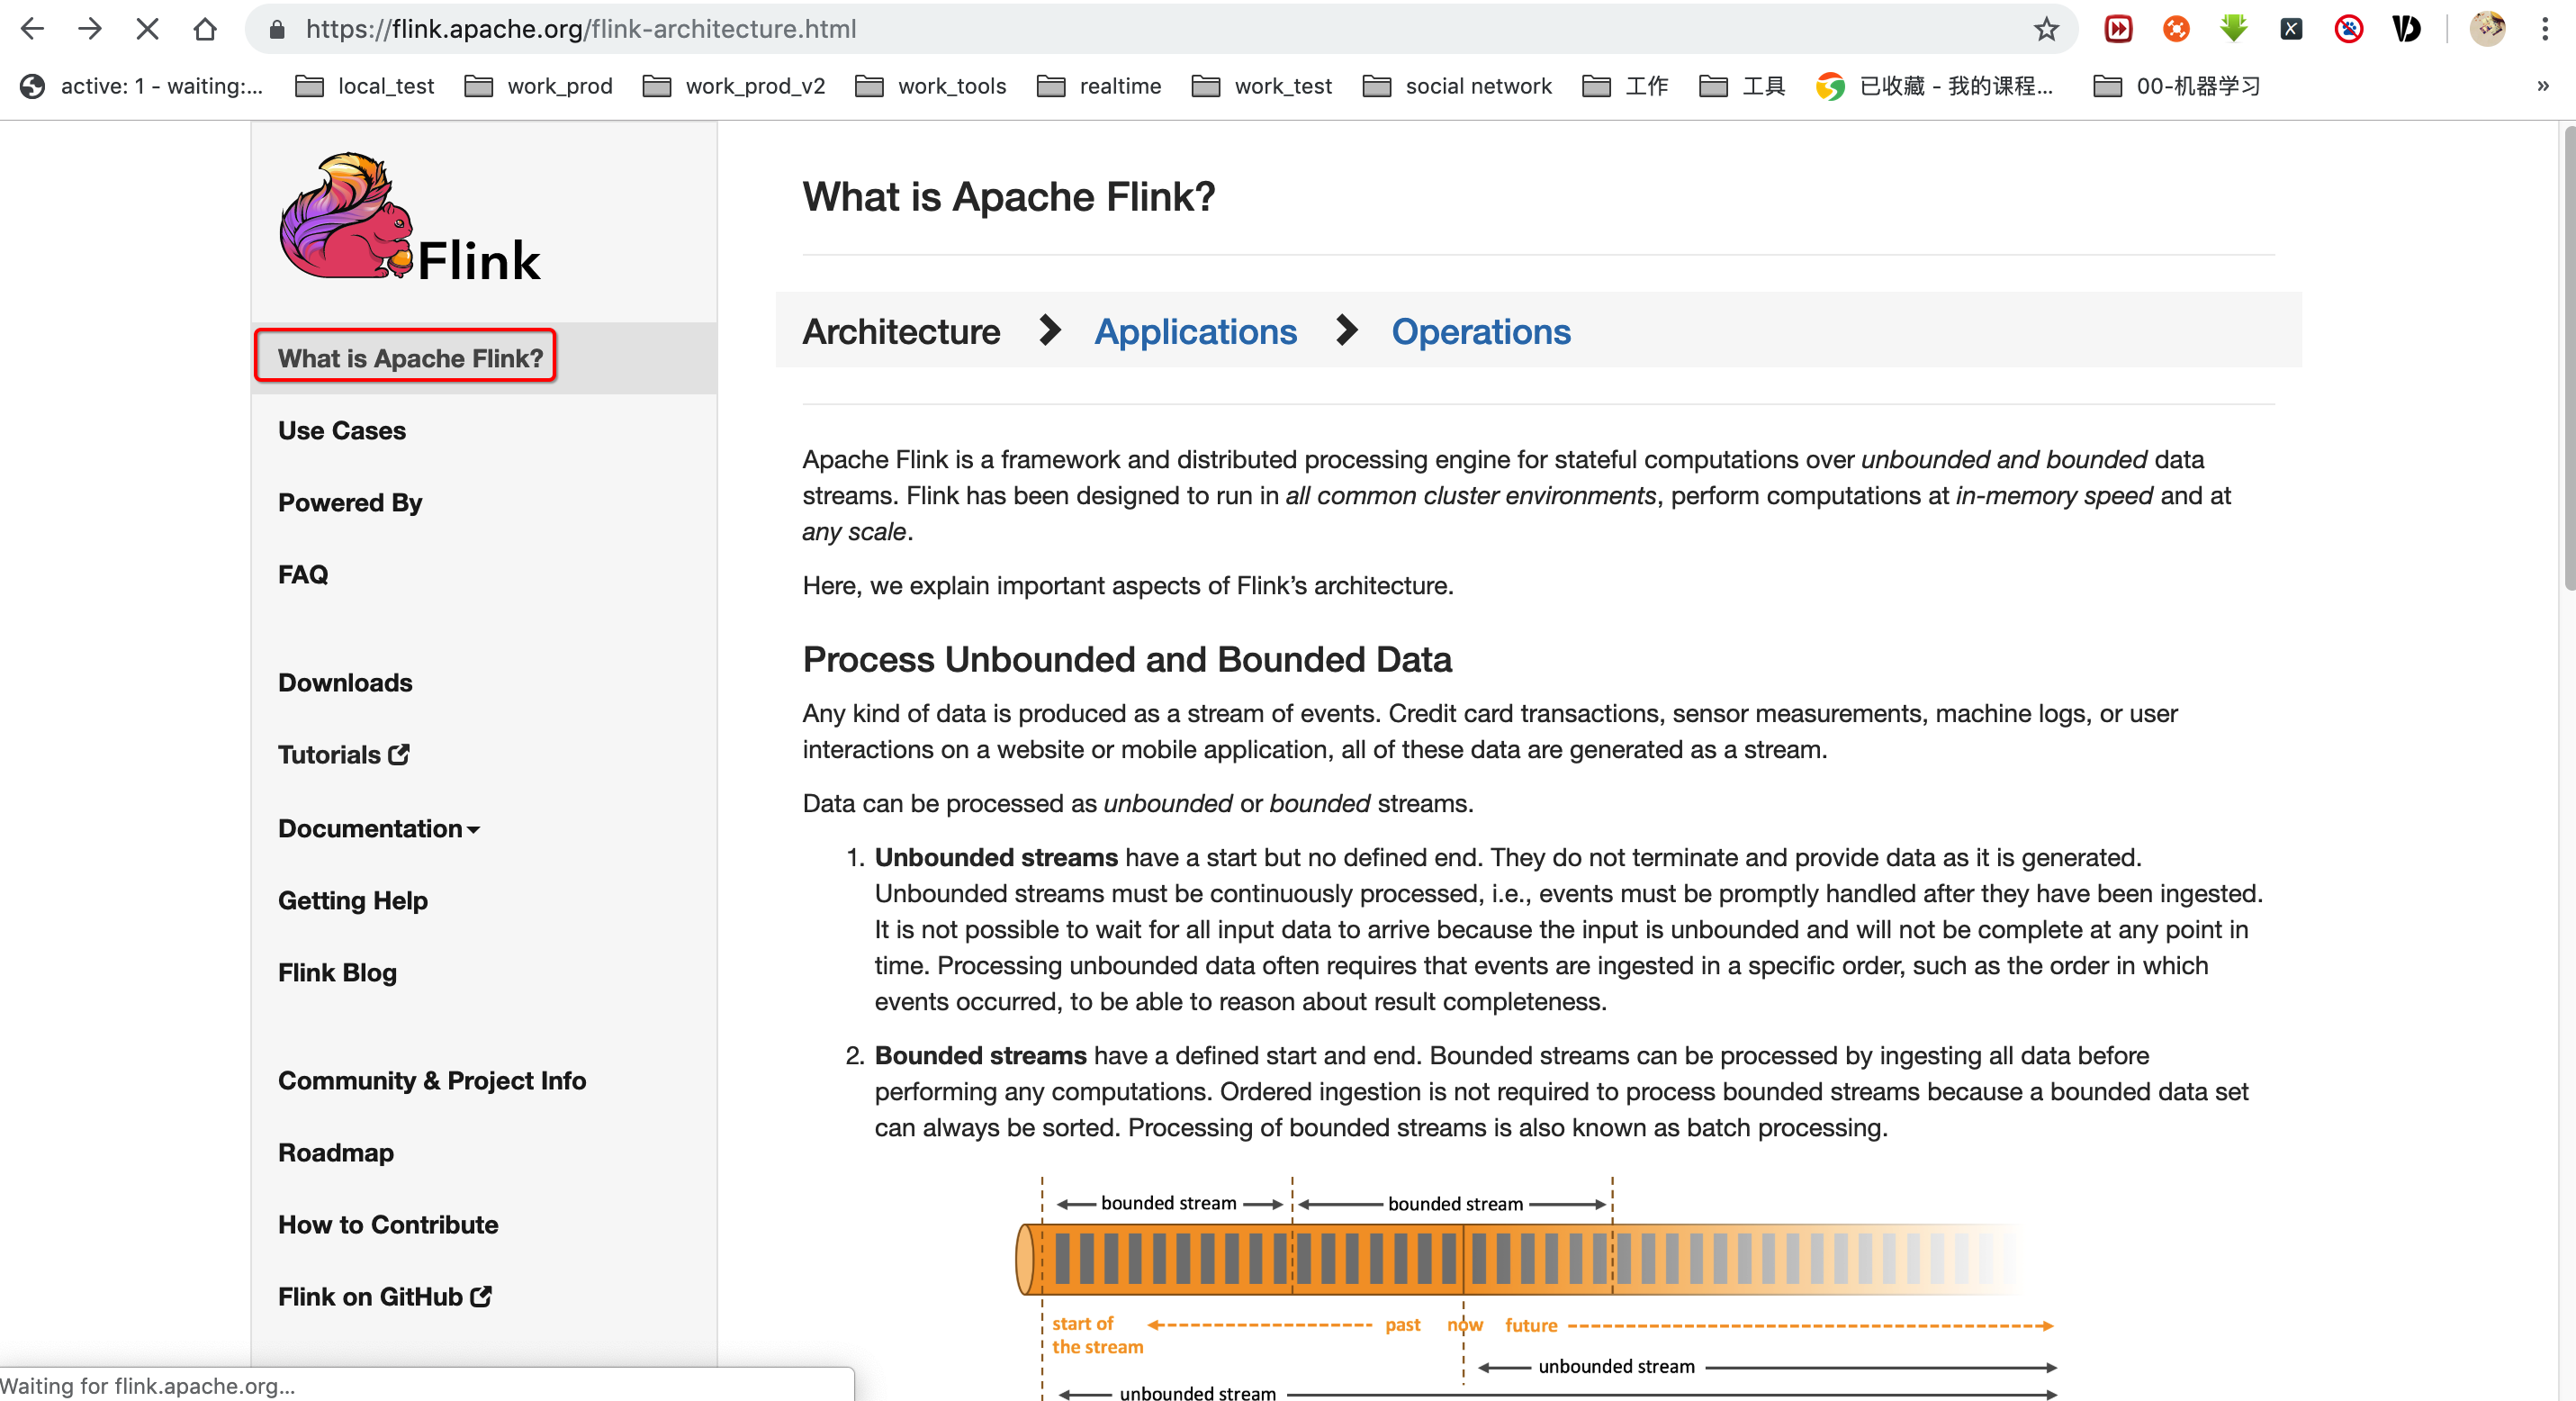 https://flink.apache.org/flink-architecture.html
active: 1 - waiting:...
local_test
work_prod
work_prod_v2
work_tools
realtime
work_test
social network
工作
工具
已收藏 - 我的课程...
00-机器学习
»
Flink
What is Apache Flink?
Use Cases
Powered By
FAQ
Downloads
Tutorials
Documentation
Getting Help
Flink Blog
Community & Project Info
Roadmap
How to Contribute
Flink on GitHub
Waiting for flink.apache.org...
What is Apache Flink?
Architecture
Applications
Operations
Apache Flink is a framework and distributed processing engine for stateful computations over unbounded and bounded data
streams. Flink has been designed to run in all common cluster environments, perform computations at in-memory speed and at
any scale.
Here, we explain important aspects of Flink’s architecture.
Process Unbounded and Bounded Data
Any kind of data is produced as a stream of events. Credit card transactions, sensor measurements, machine logs, or user
interactions on a website or mobile application, all of these data are generated as a stream.
Data can be processed as unbounded or bounded streams.
1. Unbounded streams have a start but no defined end. They do not terminate and provide data as it is generated.
Unbounded streams must be continuously processed, i.e., events must be promptly handled after they have been ingested.
It is not possible to wait for all input data to arrive because the input is unbounded and will not be complete at any point in
time. Processing unbounded data often requires that events are ingested in a specific order, such as the order in which
events occurred, to be able to reason about result completeness.
2. Bounded streams have a defined start and end. Bounded streams can be processed by ingesting all data before
performing any computations. Ordered ingestion is not required to process bounded streams because a bounded data set
can always be sorted. Processing of bounded streams is also known as batch processing.
bounded stream
bounded stream
start of
the stream
past
now
future
unbounded stream
unbounded stream